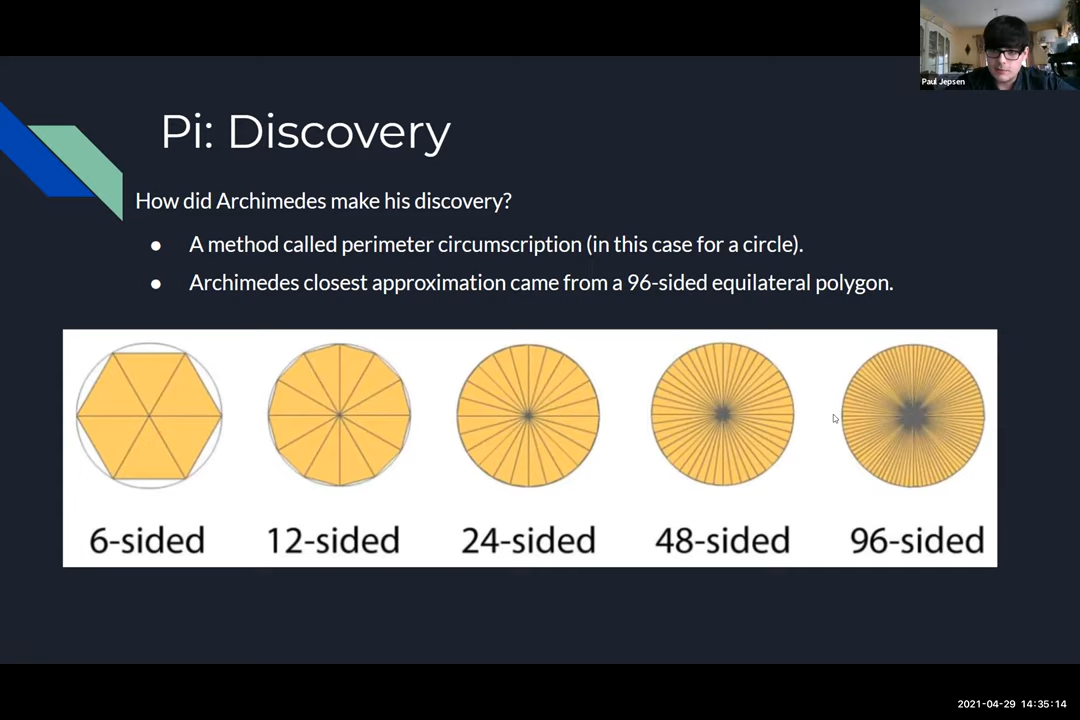 Paul Jepsen
Pi: Discovery
How did Archimedes make his discovery?
● A method called perimeter circumscription (in this case for a circle).
● Archimedes closest approximation came from a 96-sided equilateral polygon.
6-sided 12-sided 24-sided 48-sided 96-sided
2021-04-29 14:35:14